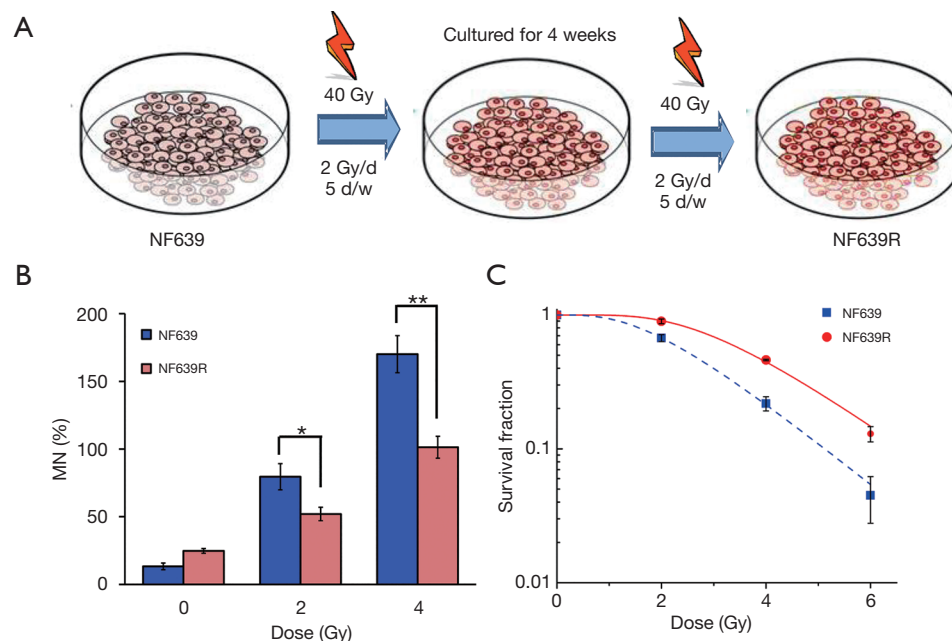 A
Cultured for 4 weeks
40 Gy
2 Gy/d
5 d/w
40 Gy
2 Gy/d
5 d/w
NF639
NF639R
B
200
150
100
50
0
MN (%)
NF639
NF639R
*
**
0
2
4
Dose (Gy)
C
1
0.1
0.01
Survival fraction
NF639
NF639R
0
2
4
6
Dose (Gy)